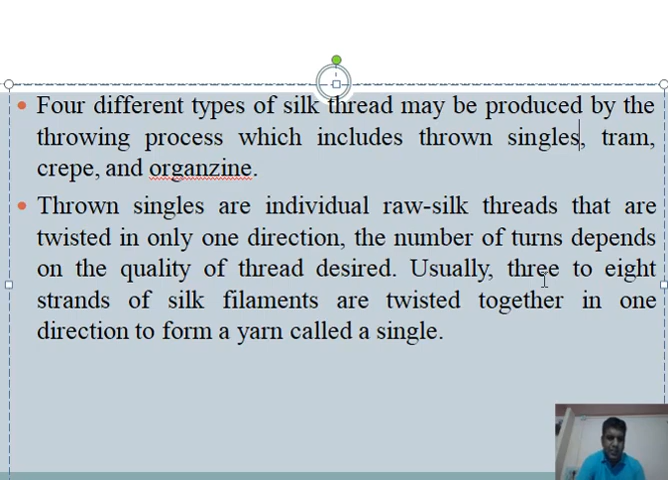 Four different types of silk thread may be produced by the
throwing process which includes thrown singles, tram,
crepe, and organzine.
Thrown singles are individual raw-silk threads that are
twisted in only one direction, the number of turns depends
on the quality of thread desired. Usually, three to eight
strands of silk filaments are twisted together in one
direction to form a yarn called a single.